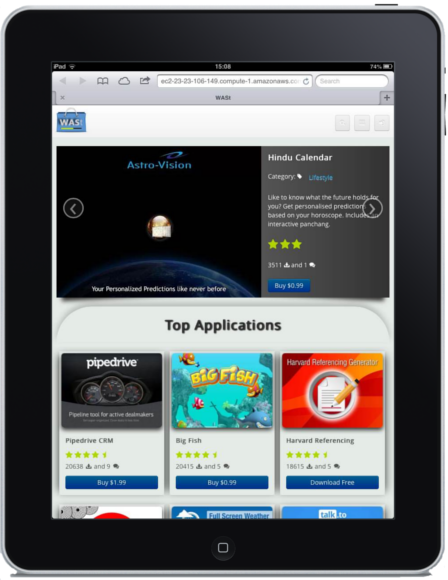 iPad
15:08
74%
ec2-23-23-106-149.compute-1.amazonaws.co
Search
WASt
WAS!
Astro-Vision
Your Personalized Predictions like never before
Hindu Calendar
Category: Lifestyle
Like to know what the future holds for
you? Get personalised prediction
based on your horoscope. Includes an
interactive panchang.
3511 and 1
Buy $0.99
Top Applications
pipedrive
Pipeline tool for active dealmakers
BIG FISH
Harvard Referencing Generator
Pipedrive CRM
Big Fish
Harvard Referencing
20638 and 9
20415 and 5
18615 and 5
Buy $1.99
Buy $0.99
Download Free
Full Screen Weather
talk.to